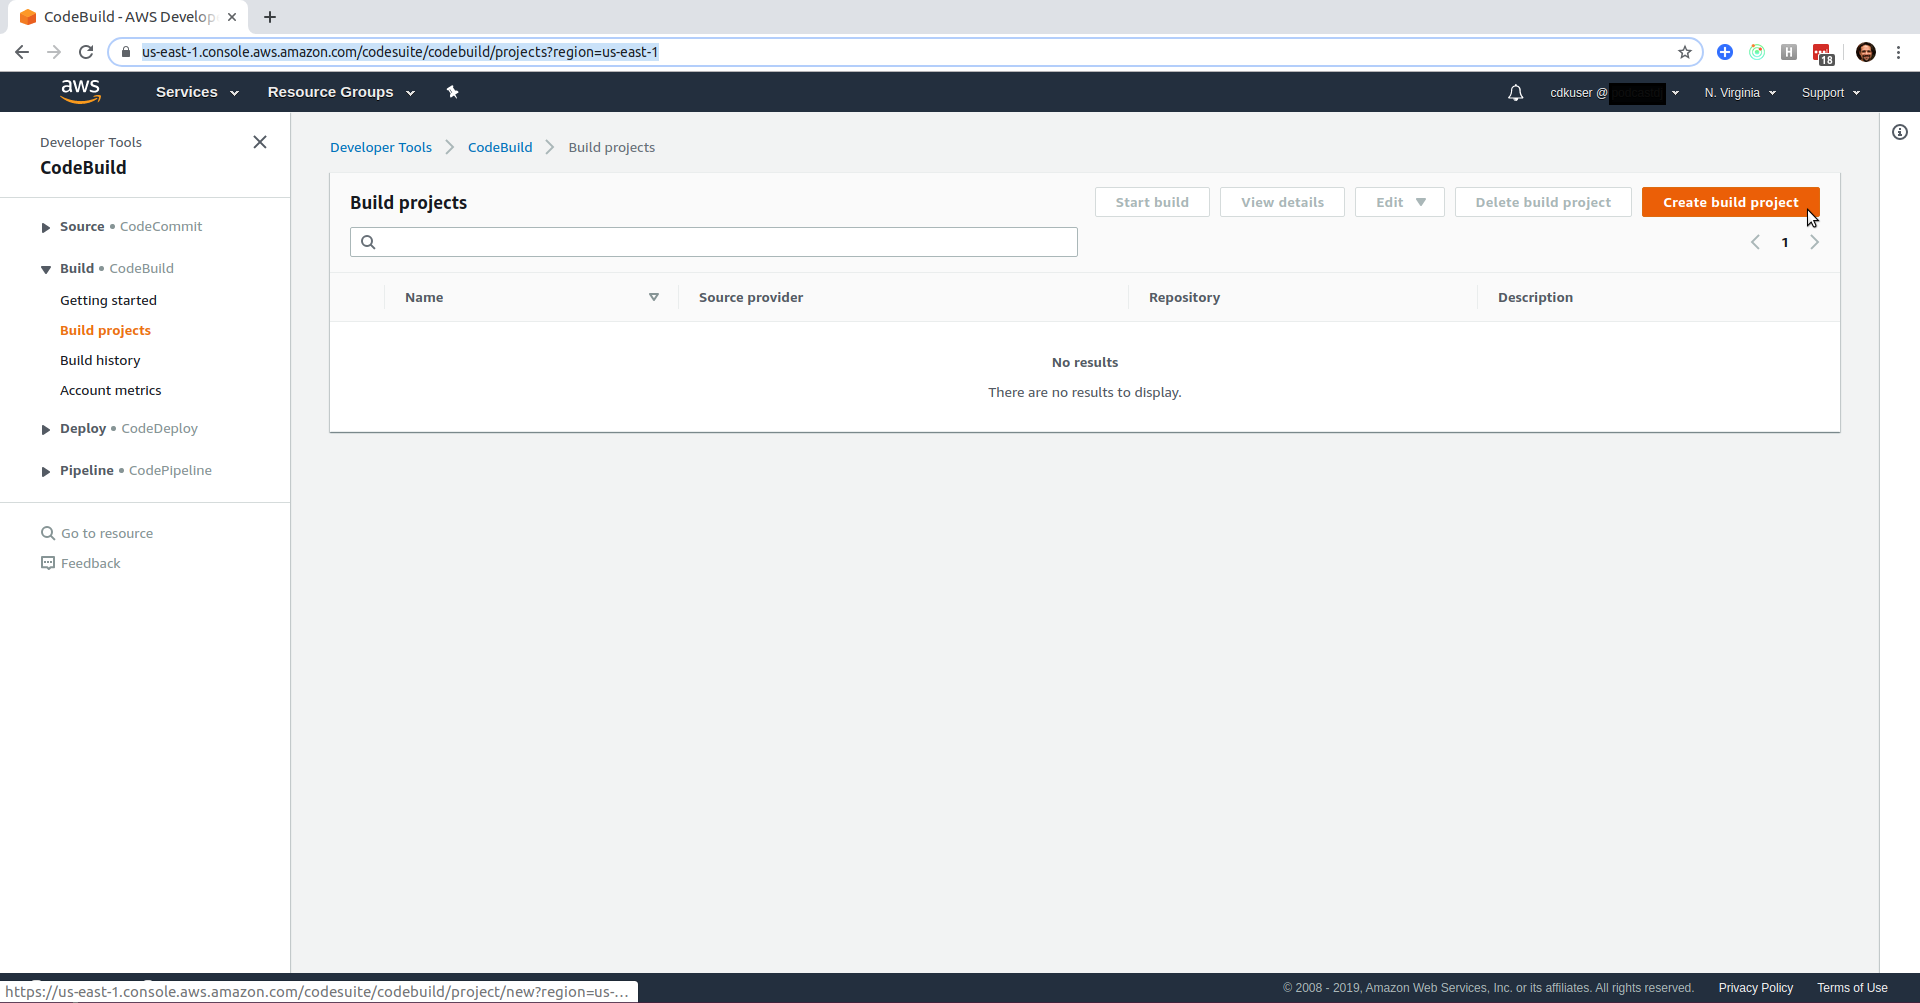 CodeBuild - AWS Develop
us-east-1.console.aws.amazon.com/codesuite/codebuild/projects?region=us-east-1
H
18
aws
Services
Resource Groups
cdkuser @
N. Virginia
Support
Developer Tools
CodeBuild
Source • CodeCommit
Build • CodeBuild
Getting started
Build projects
Build history
Account metrics
Deploy • CodeDeploy
Pipeline • CodePipeline
Go to resource
Feedback
Developer Tools
CodeBuild
Build projects
Build projects
Start build
View details
Edit
Delete build project
Create build project
1
Name
Source provider
Repository
Description
No results
There are no results to display.
https://us-east-1.console.aws.amazon.com/codesuite/codebuild/project/new?region=us-...
© 2008 - 2019, Amazon Web Services, Inc. or its affiliates. All rights reserved.
Privacy Policy
Terms of Use